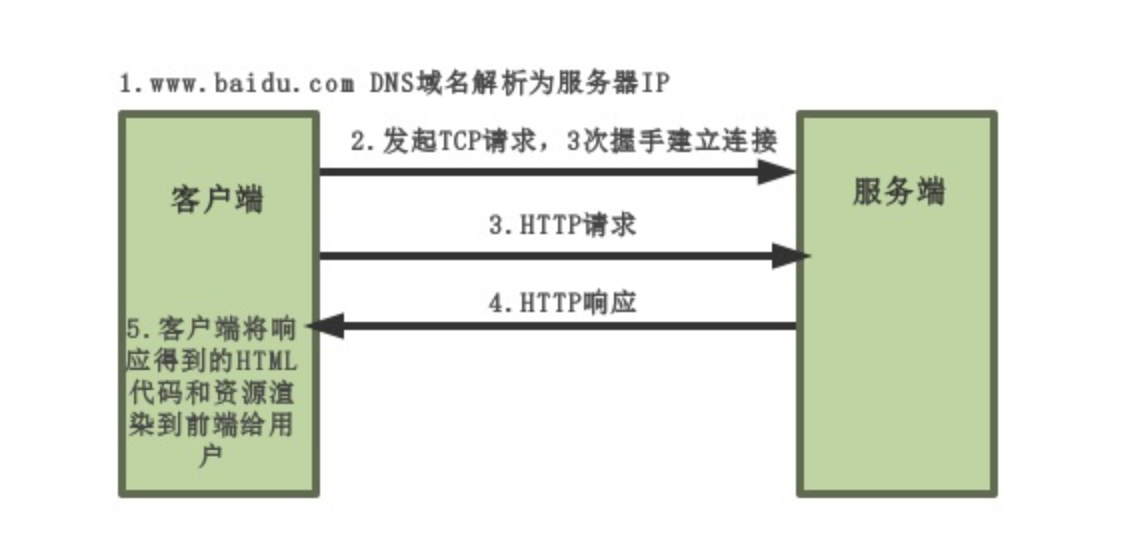 1.www.baidu.com DNS域名解析为服务器IP
2.发起TCP请求，3次握手建立连接
客户端
服务端
3.HTTP请求
4.HTTP响应
5.客户端将响
应得到的HTML
代码和资源渲
染到前端给用
户